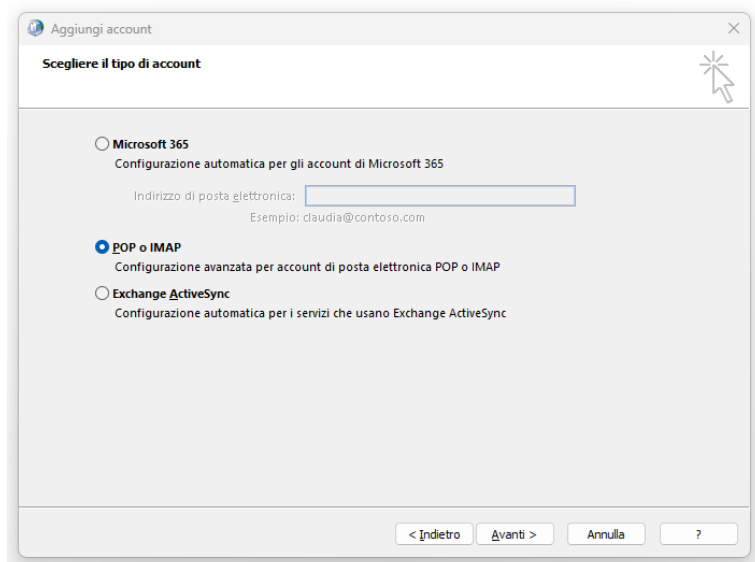 Aggiungi account
Scegliere il tipo di account
Microsoft 365
Configurazione automatica per gli account di Microsoft 365
Indirizzo di posta elettronica:
Esempio: claudia@contoso.com
POP o IMAP
Configurazione avanzata per account di posta elettronica POP o IMAP
Exchange ActiveSync
Configurazione automatica per i servizi che usano Exchange ActiveSync
< Indietro Avanti > Annulla ?